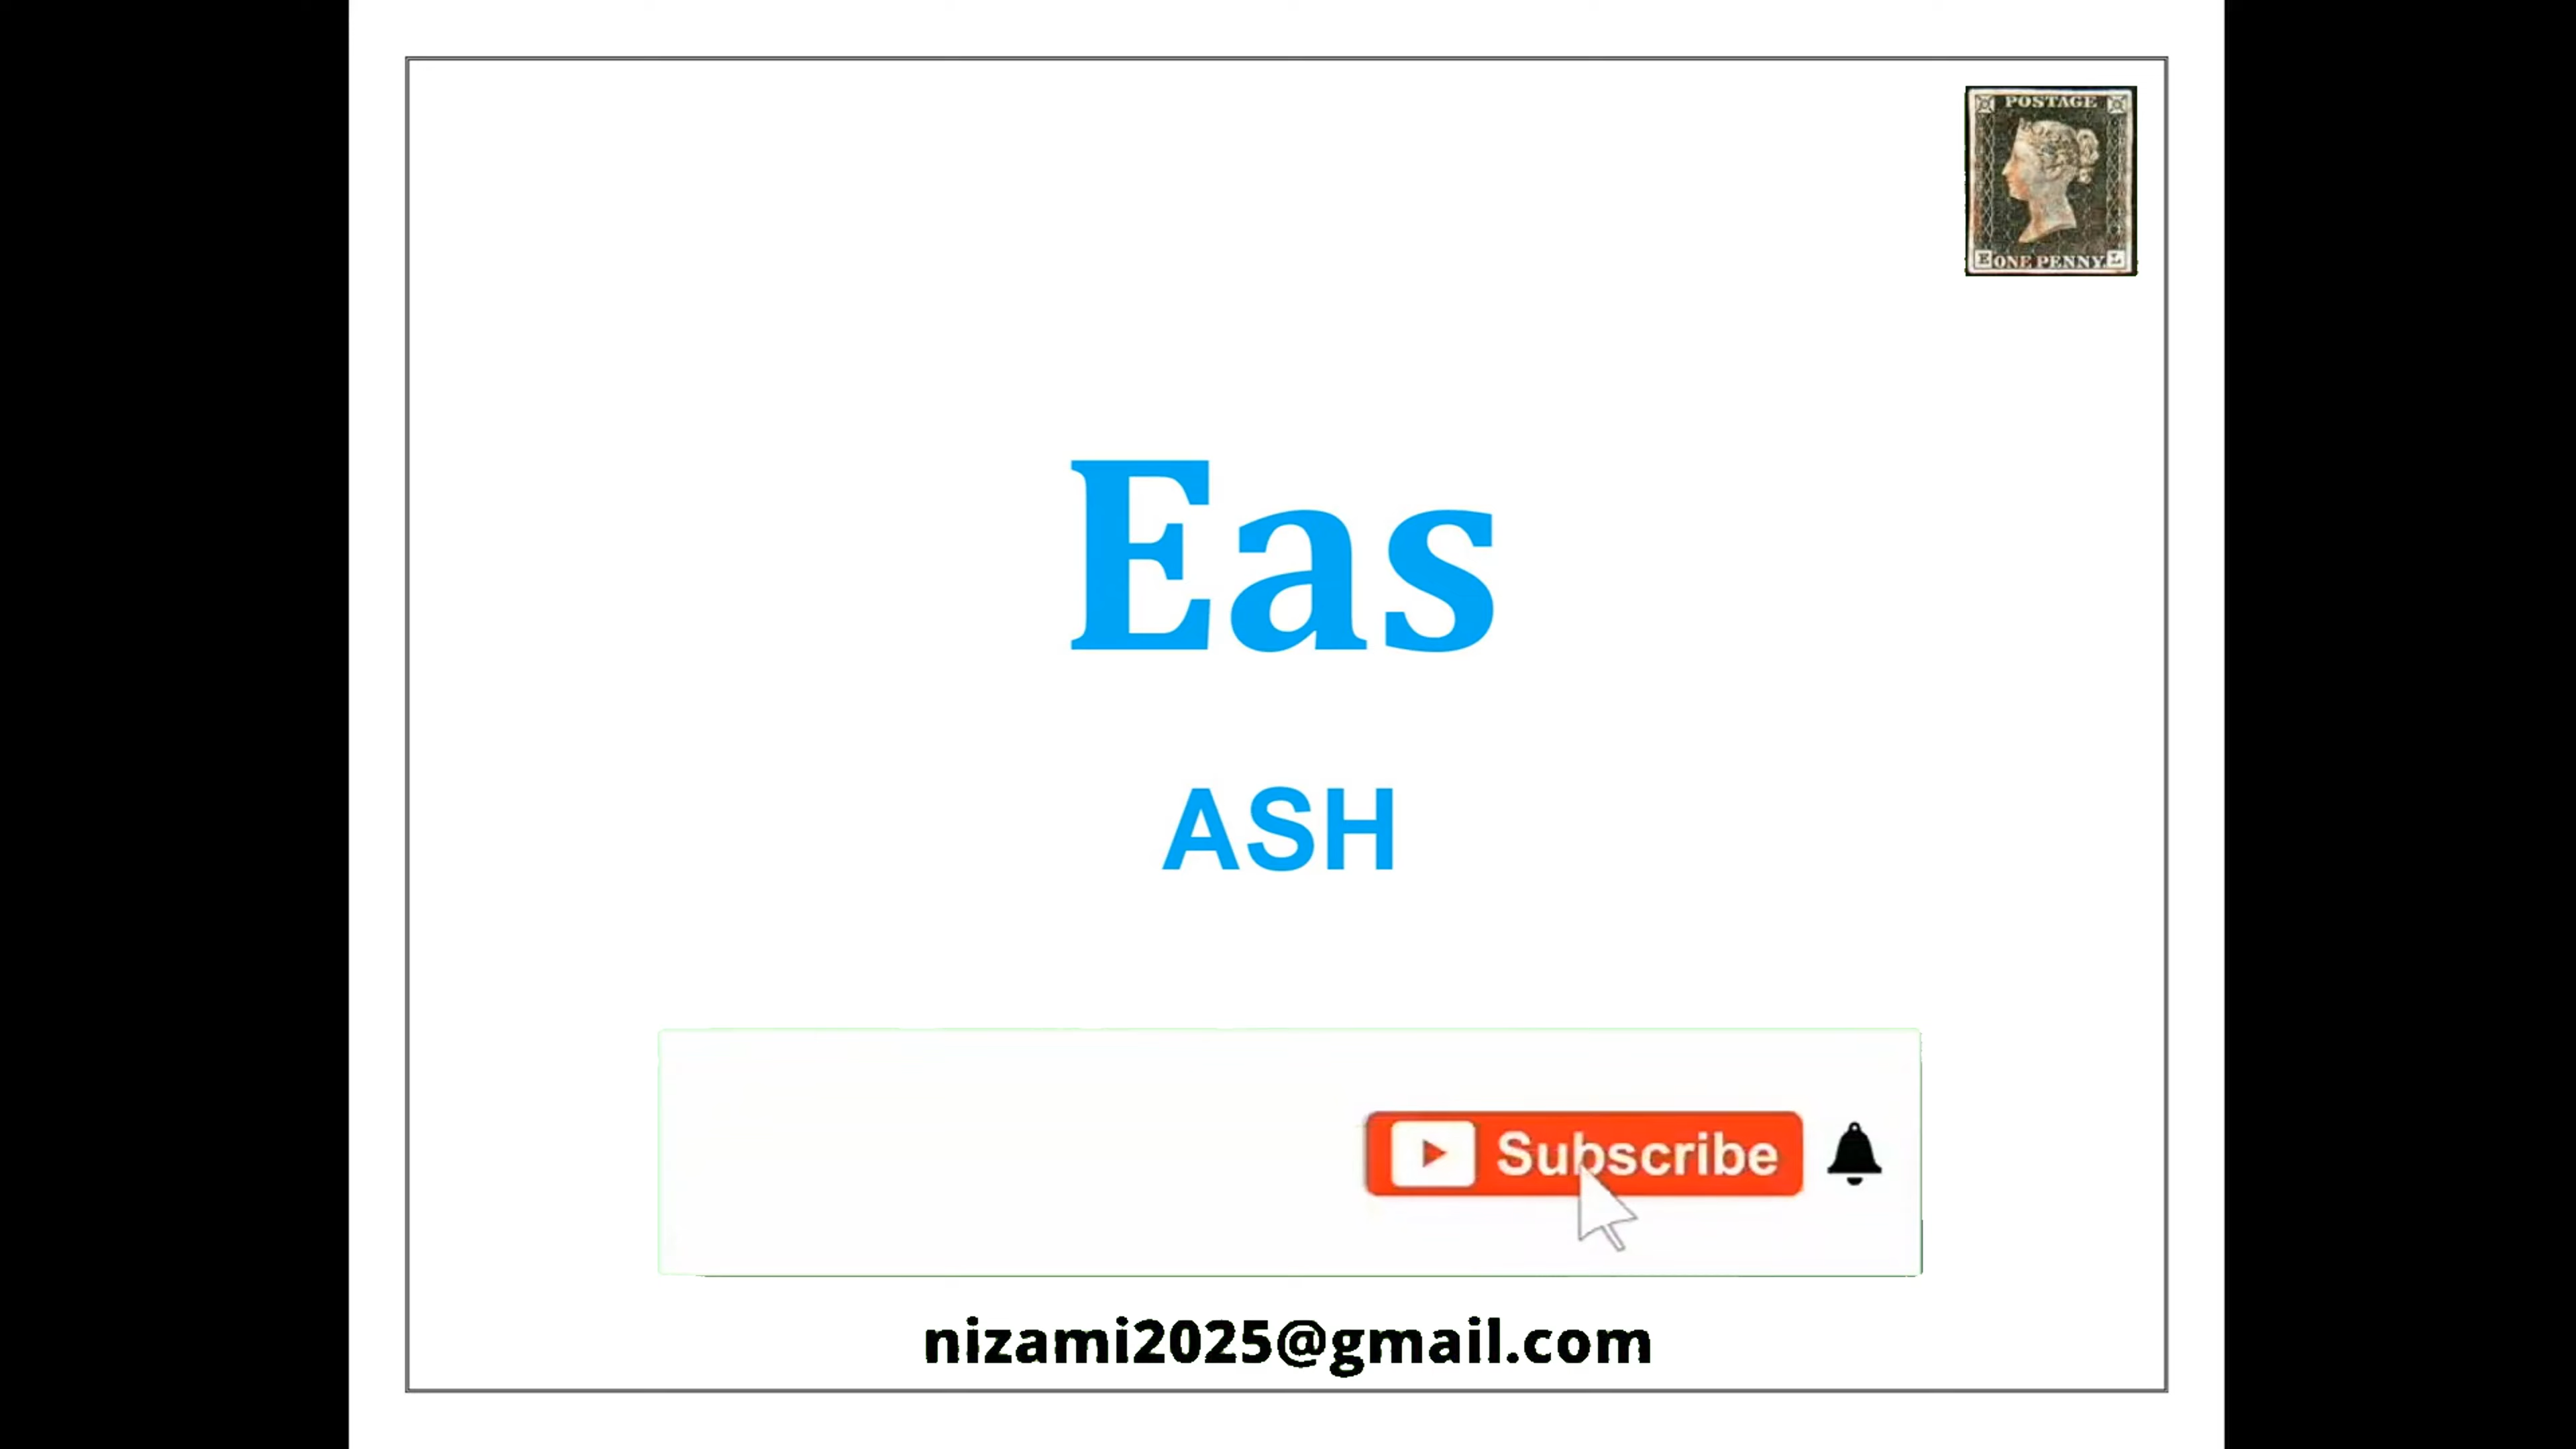 POSTAGE
E ONE PENNY L
Eas
ASH
Subscribe
nizami2025@gmail.com